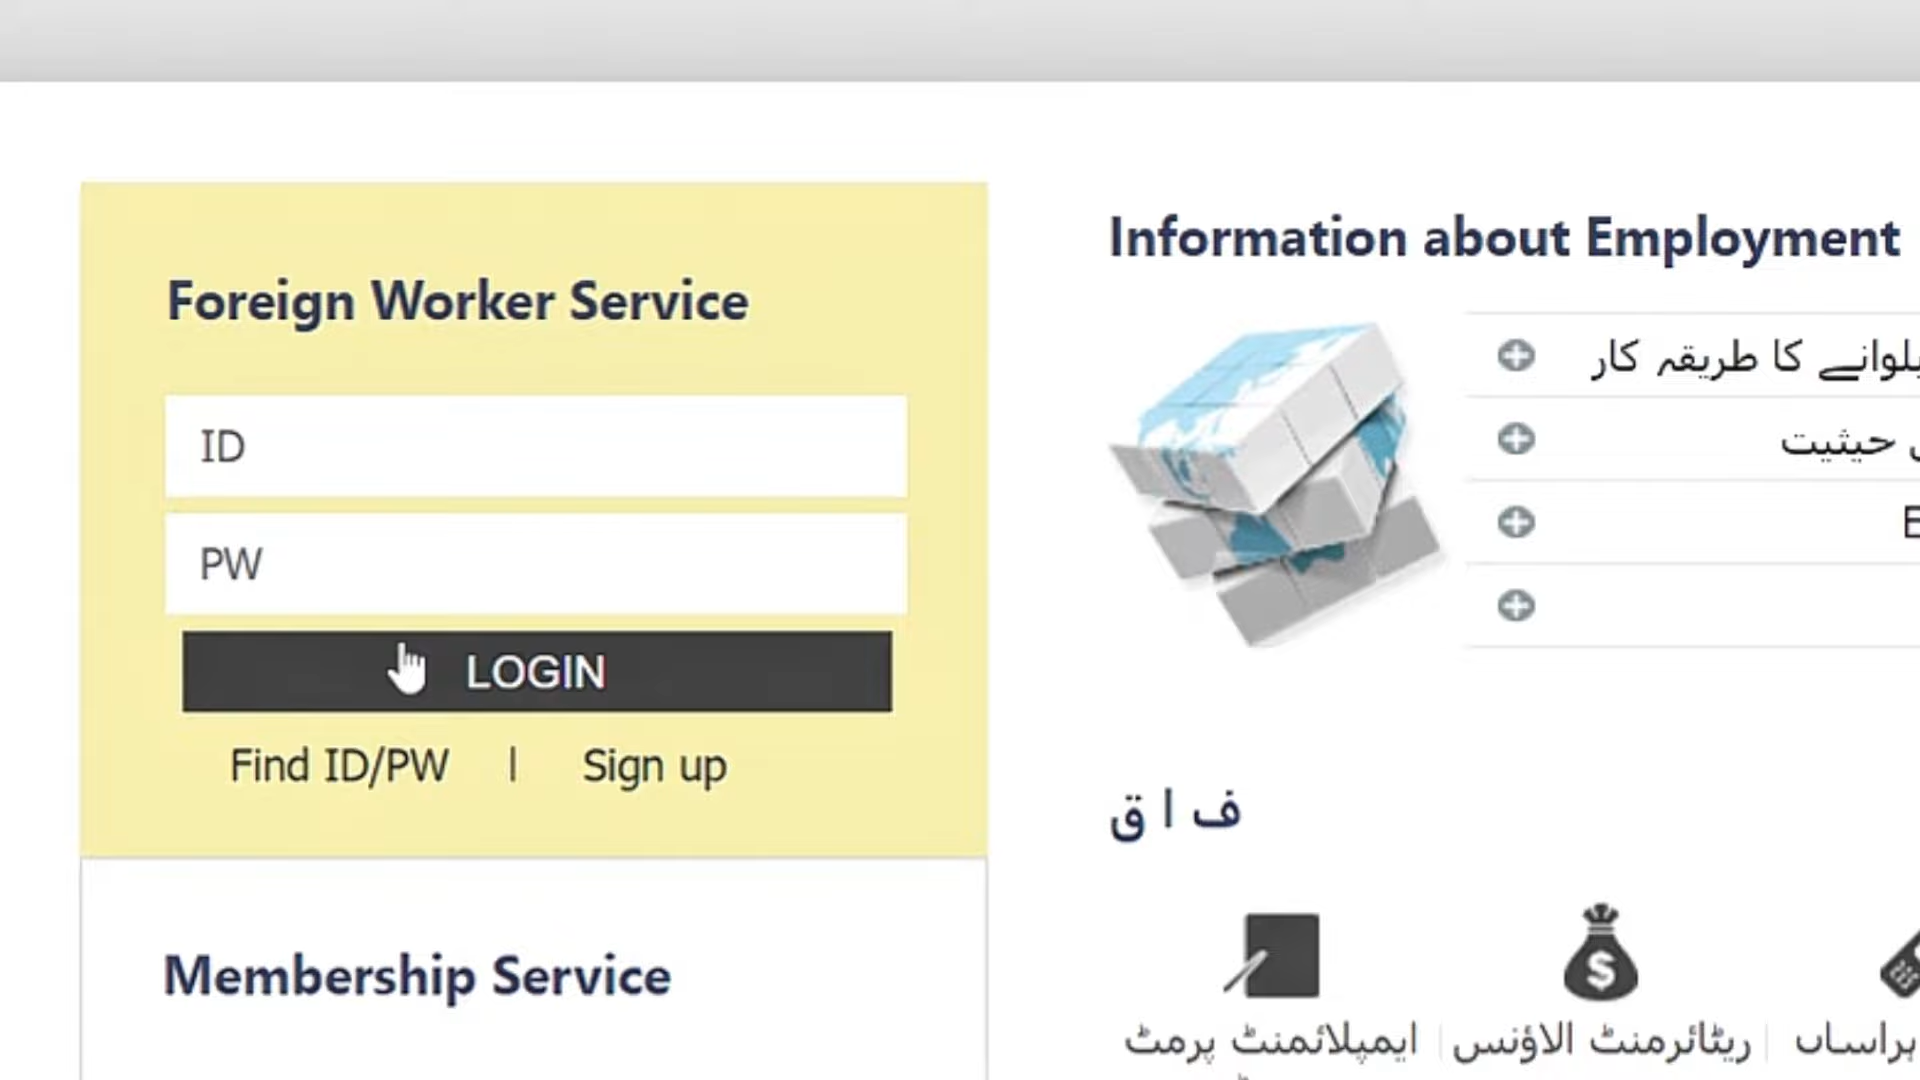 Foreign Worker Service
ID
PW
LOGIN
Find ID/PW | Sign up
Membership Service
Information about Employment
کا طریقہ کار
حیثیت
ف ا ق
ایمپلائمنٹ پرمٹ
ریٹائرمنٹ الاؤنس
ہراساں